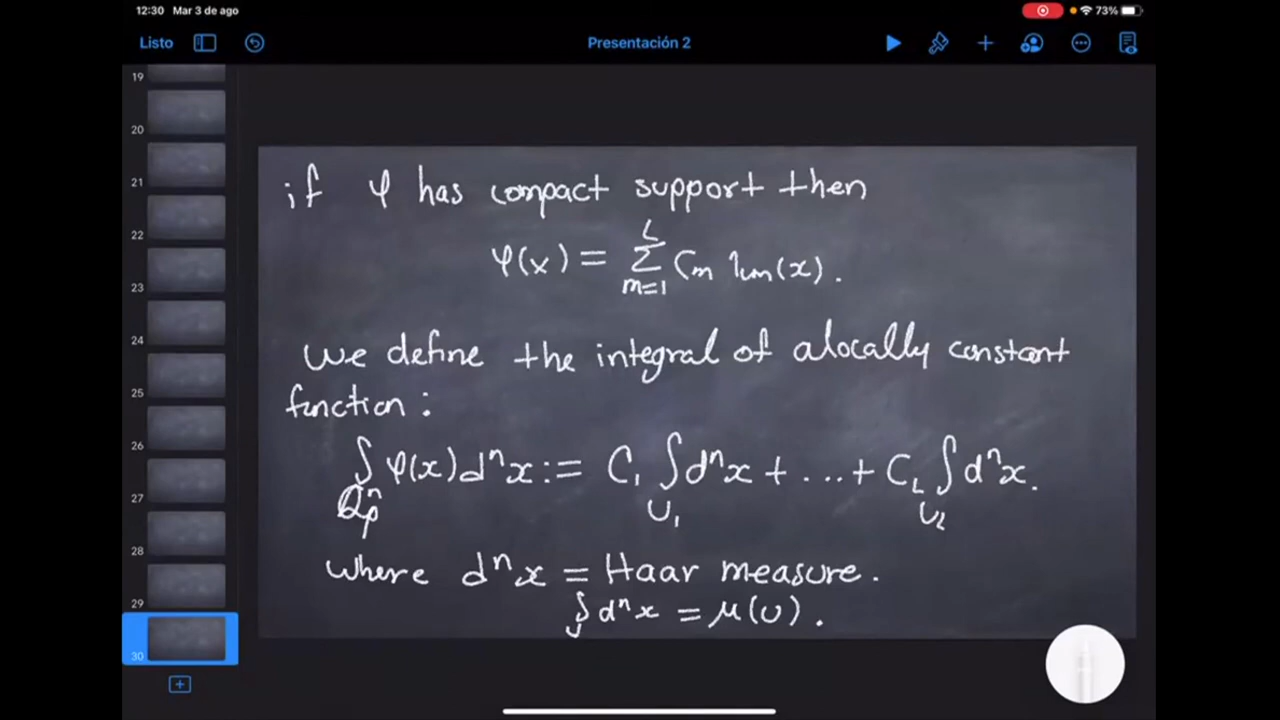 12:30 Mar 3 de ago
73%
Listo
Presentación 2
19
20
21
22
23
24
25
26
27
28
29
30
if φ has compact support then
φ(x) = ∑_{m=1}^{L} C_m 1_{U_m}(x).
we define the integral of a locally constant
function:
∫_{Q_p^n} φ(x) d^n x := C_1 ∫_{U_1} d^n x + ... + C_L ∫_{U_L} d^n x.
where d^n x = Haar measure.
∫_U d^n x = μ(U).